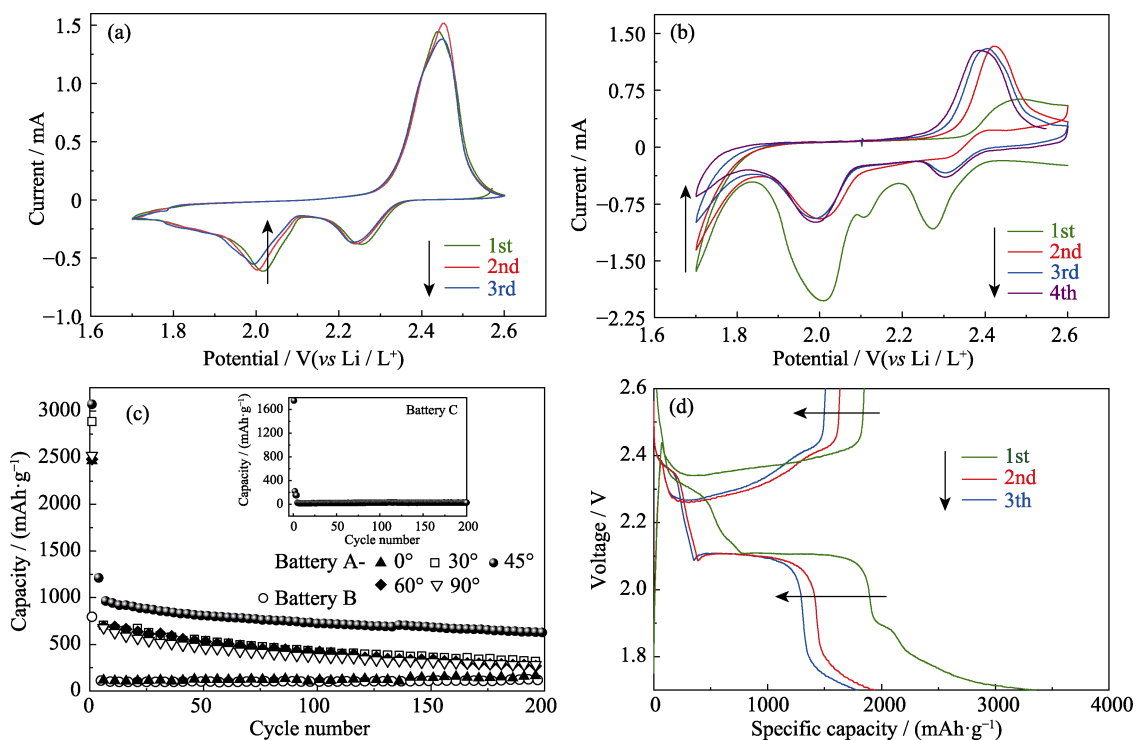 (a)
1.5
1.0
0.5
0
−0.5
−1.0
Current / mA
1st
2nd
3rd
1.6 1.8 2.0 2.2 2.4 2.6
Potential / V(vs Li / L⁺)
(b)
1.50
0.75
0
−0.75
−1.50
−2.25
Current / mA
1st
2nd
3rd
4th
1.6 1.8 2.0 2.2 2.4 2.6
Potential / V(vs Li / L⁺)
(c)
3000
2500
2000
1500
1000
500
0
Capacity / (mAh·g⁻¹)
Battery C
1600
1200
800
400
0
Capacity / (mAh·g⁻¹)
0 25 50 75 100 125 150 175 200
Cycle number
Battery A- 0° 30° 45°
60° 90°
Battery B
0 50 100 150 200
Cycle number
(d)
2.6
2.4
2.2
2.0
1.8
Voltage / V
1st
2nd
3th
0 1000 2000 3000 4000
Specific capacity / (mAh·g⁻¹)